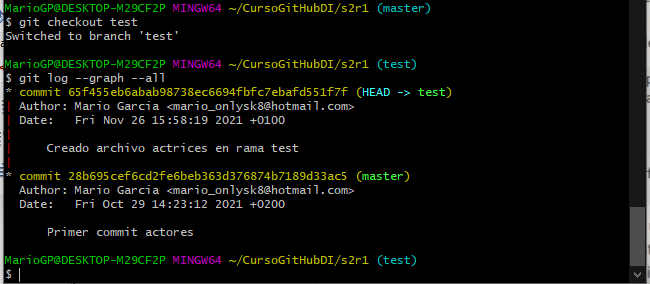 MarioGP@DESKTOP-M29CF2P MINGW64 ~/CursoGitHubDI/s2r1 (master)
$ git checkout test
Switched to branch 'test'
MarioGP@DESKTOP-M29CF2P MINGW64 ~/CursoGitHubDI/s2r1 (test)
$ git log --graph --all
* commit 65f455eb6abab98738ec6694fbfc7ebafd551f7f (HEAD -> test)
| Author: Mario Garcia <mario_onlysk8@hotmail.com>
| Date:   Fri Nov 26 15:58:19 2021 +0100
|
|     Creado archivo actrices en rama test
|
* commit 28b695cef6cd2fe6beb363d376874b7189d33ac5 (master)
  Author: Mario Garcia <mario_onlysk8@hotmail.com>
  Date:   Fri Oct 29 14:23:12 2021 +0200
      Primer commit actores
MarioGP@DESKTOP-M29CF2P MINGW64 ~/CursoGitHubDI/s2r1 (test)
$